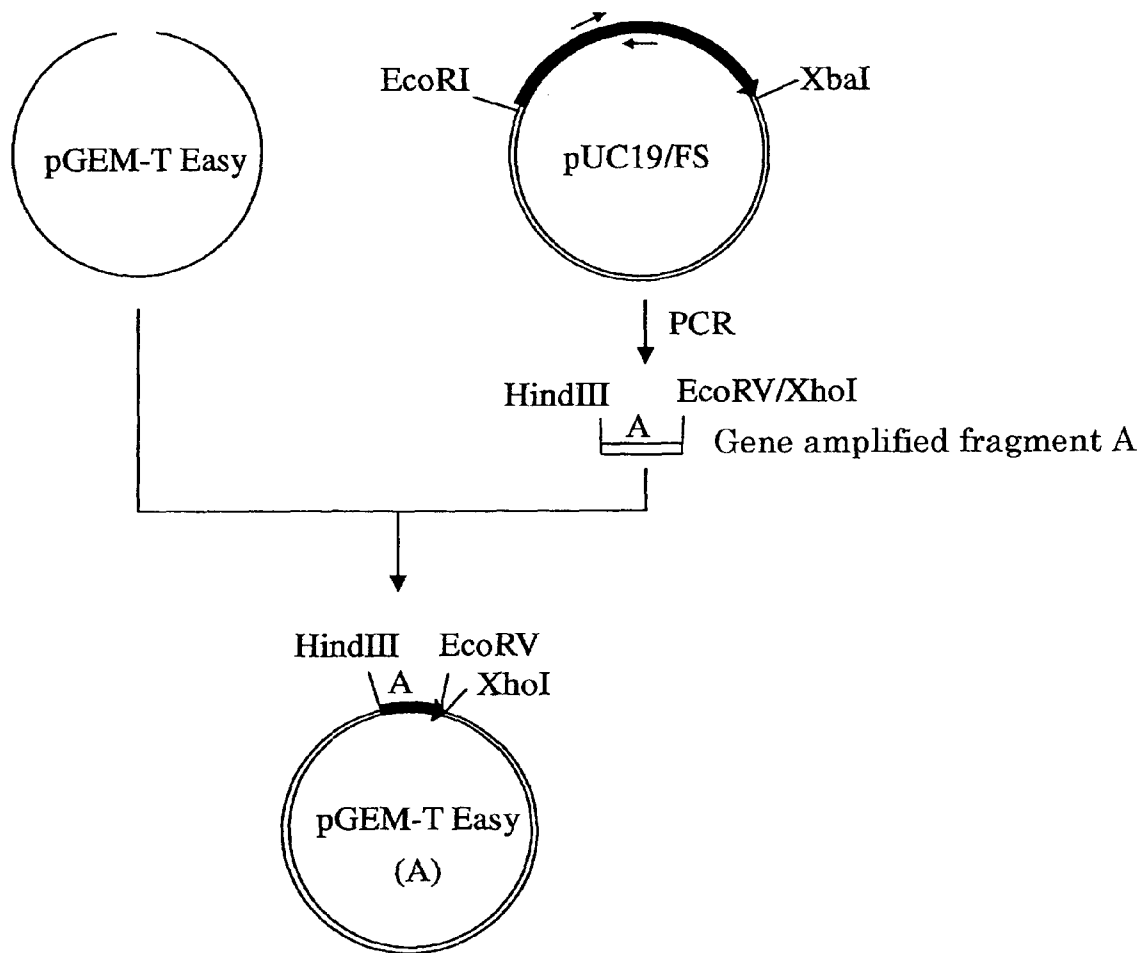 EcoRI
XbaI
pGEM-T Easy
pUC19/FS
PCR
HindIII
EcoRV/XhoI
A
Gene amplified fragment A
HindIII
EcoRV
A
XhoI
pGEM-T Easy
(A)